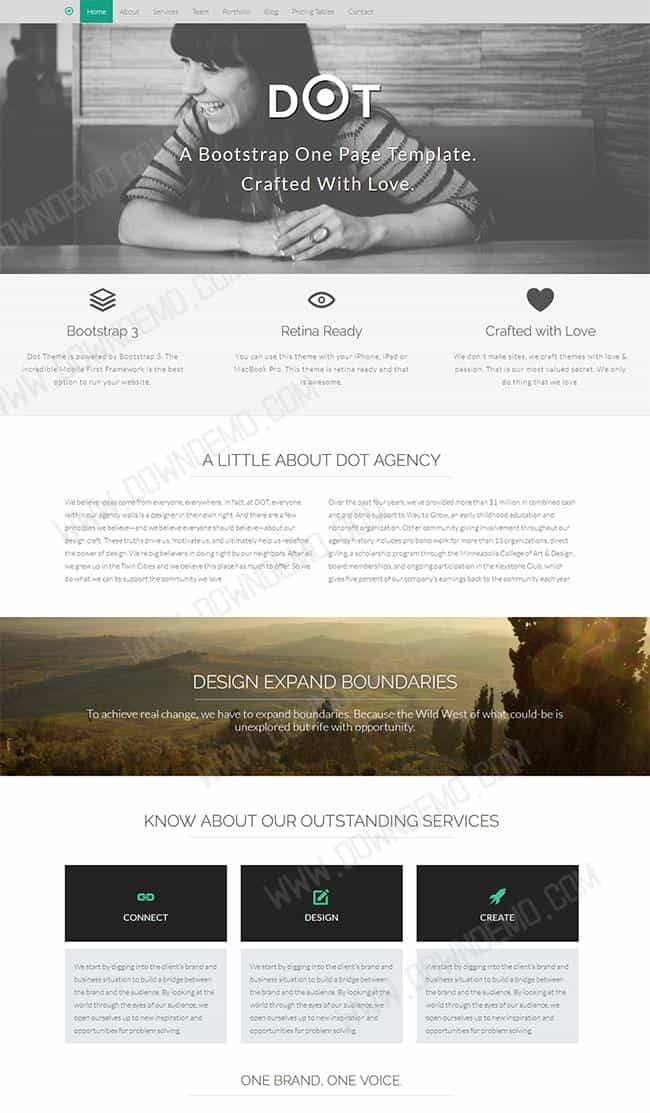 Home About Services Team Portfolio Blog Pricing Tables Contact
DOT
A Bootstrap One Page Template.
Crafted With Love.
Bootstrap 3
Dot Theme is powered by Bootstrap 3. The
incredible Mobile First Framework is the best
option to run your website.
Retina Ready
You can use this theme with your iPhone, iPad or
MacBook Pro. This theme is retina ready and that
is awesome.
Crafted with Love
We don't make sites, we craft themes with love &
passion. That is our most valued secret. We only
do thing that we love.
A LITTLE ABOUT DOT AGENCY
We believe ideas come from everyone, everywhere. In fact, at DOT, everyone
within our agency walls is a designer in their own right. And there are a few
principles we believe—and we believe everyone should believe—about our
design craft. These truths drive us, motivate us, and ultimately help us redefine
the power of design. We're big believers in doing right by our neighbors. After all,
we grew up in the Twin Cities and we believe this place has much to offer. So we
do what we can to support the community we love.
Over the past four years, we've provided more than $1 million in combined cash
and pro bono support to Way to Grow, an early childhood education and
nonprofit organization. Other community giving involvement throughout our
agency history includes pro bono work for more than 13 organizations, direct
giving, a scholarship program through the Minneapolis College of Art & Design,
board memberships, and ongoing participation in the Keystone Club, which
gives five percent of our company's earnings back to the community each year.
DESIGN EXPAND BOUNDARIES
To achieve real change, we have to expand boundaries. Because the Wild West of what could-be is
unexplored but rife with opportunity.
KNOW ABOUT OUR OUTSTANDING SERVICES
CONNECT
We start by digging into the client's brand and
business situation to build a bridge between
the brand and the audience. By looking at the
world through the eyes of our audience, we
open ourselves up to new inspiration and
opportunities for problem solving.
DESIGN
We start by digging into the client's brand and
business situation to build a bridge between
the brand and the audience. By looking at the
world through the eyes of our audience, we
open ourselves up to new inspiration and
opportunities for problem solving.
CREATE
We start by digging into the client's brand and
business situation to build a bridge between
the brand and the audience. By looking at the
world through the eyes of our audience, we
open ourselves up to new inspiration and
opportunities for problem solving.
ONE BRAND, ONE VOICE.
WWW.DOWNDEMO.COM
WWW.DOWNDEMO.COM
WWW.DOWNDEMO.COM
WWW.DOWNDEMO.COM